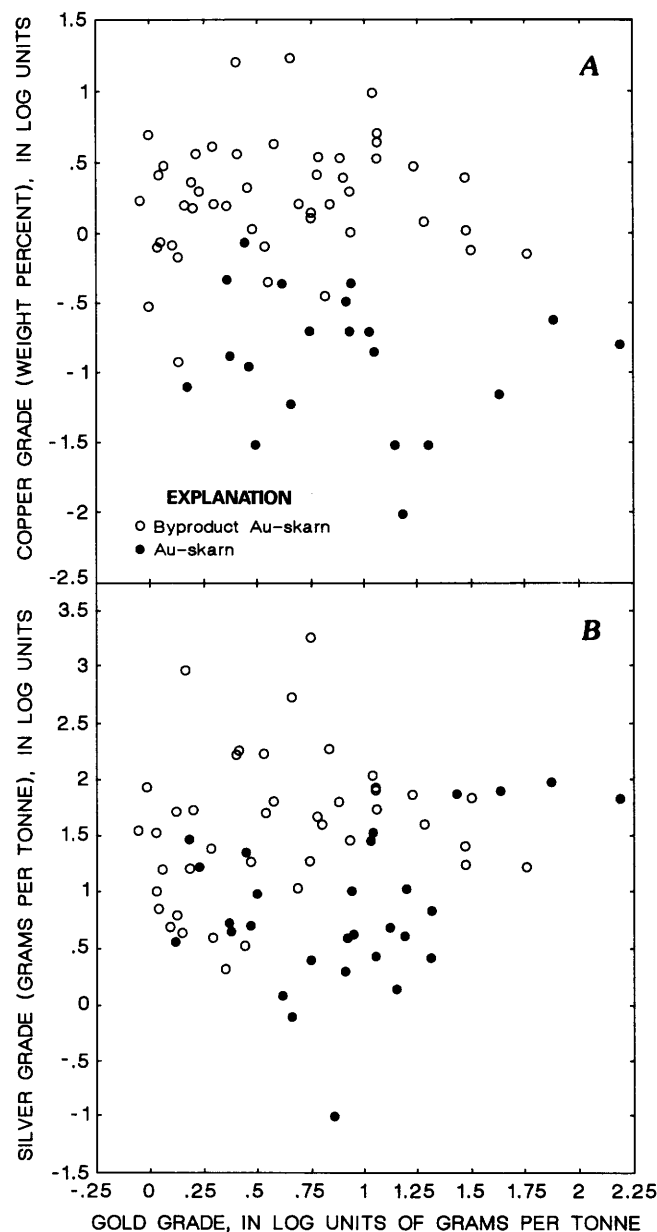 COPPER GRADE (WEIGHT PERCENT), IN LOG UNITS
1.5
1
.5
0
-.5
-1
-1.5
-2
-2.5
A
EXPLANATION
Byproduct Au-skarn
Au-skarn
SILVER GRADE (GRAMS PER TONNE), IN LOG UNITS
3.5
3
2.5
2
1.5
1
.5
0
-.5
-1
-1.5
B
-.25 0 .25 .5 .75 1 1.25 1.5 1.75 2 2.25
GOLD GRADE, IN LOG UNITS OF GRAMS PER TONNE